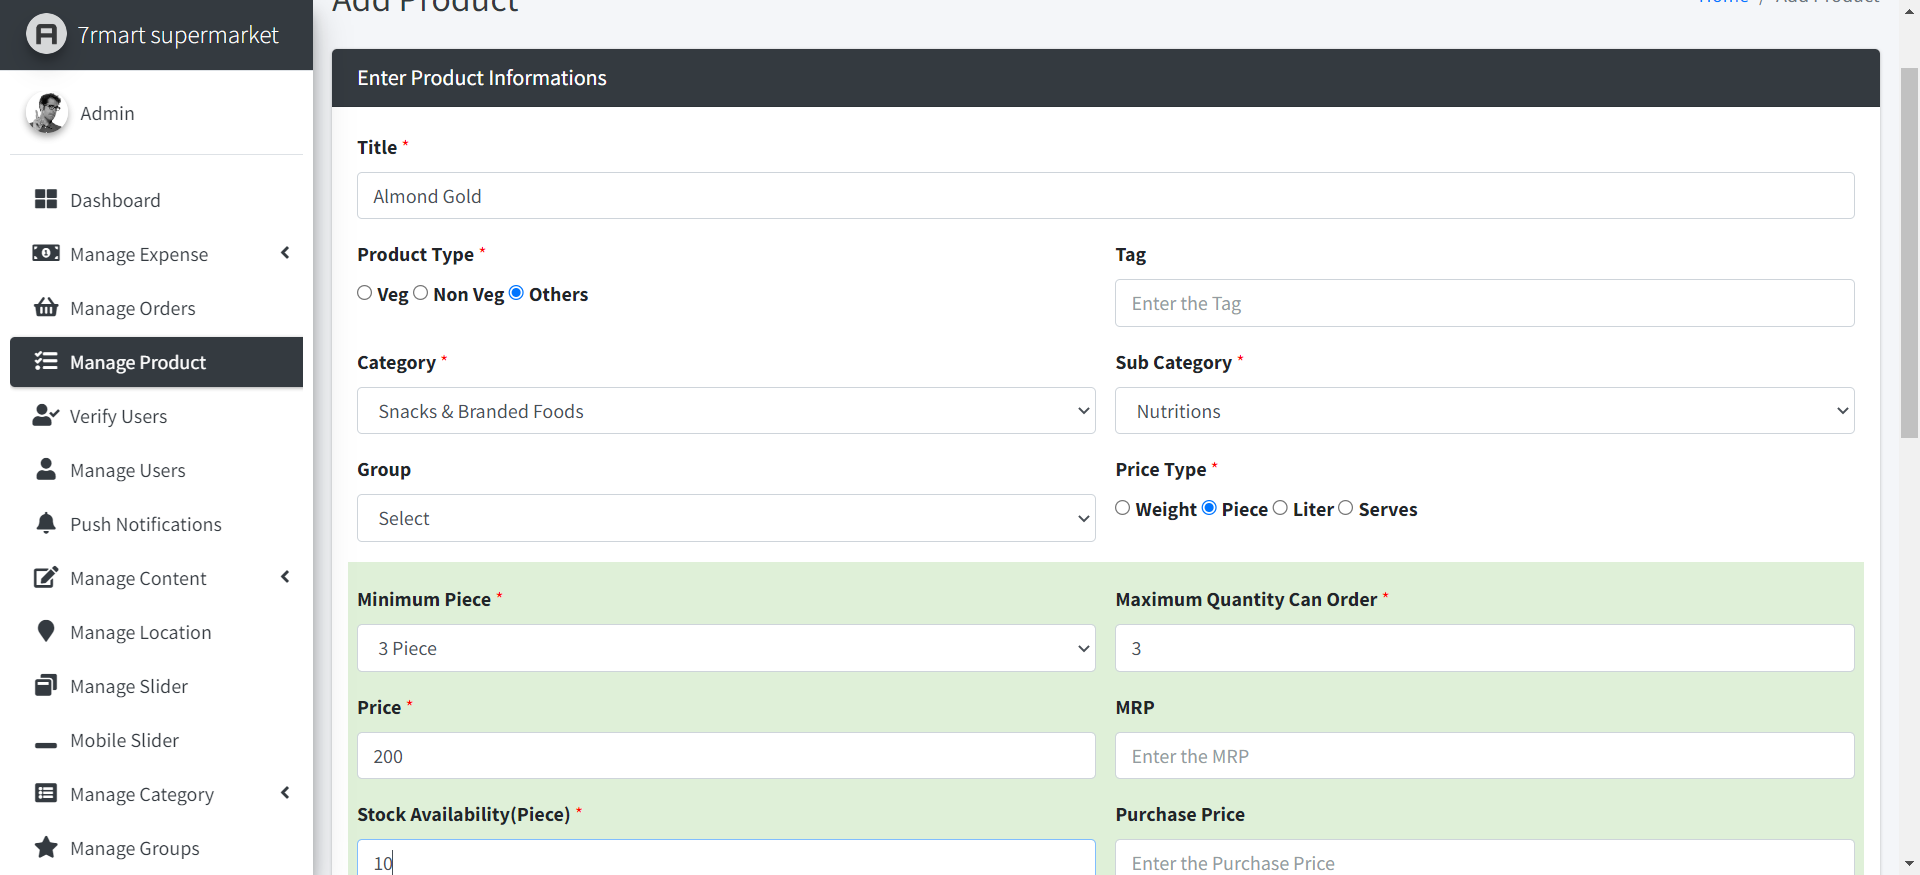 7rmart supermarket
Admin
Dashboard
Manage Expense
Manage Orders
Manage Product
Verify Users
Manage Users
Push Notifications
Manage Content
Manage Location
Manage Slider
Mobile Slider
Manage Category
Manage Groups
Add Product
Home / Add Product
Enter Product Informations
Title *
Almond Gold
Product Type *
Veg Non Veg Others
Tag
Enter the Tag
Category *
Snacks & Branded Foods
Sub Category *
Nutritions
Group
Select
Price Type *
Weight Piece Liter Serves
Minimum Piece *
3 Piece
Maximum Quantity Can Order *
3
Price *
200
MRP
Enter the MRP
Stock Availability(Piece) *
10
Purchase Price
Enter the Purchase Price